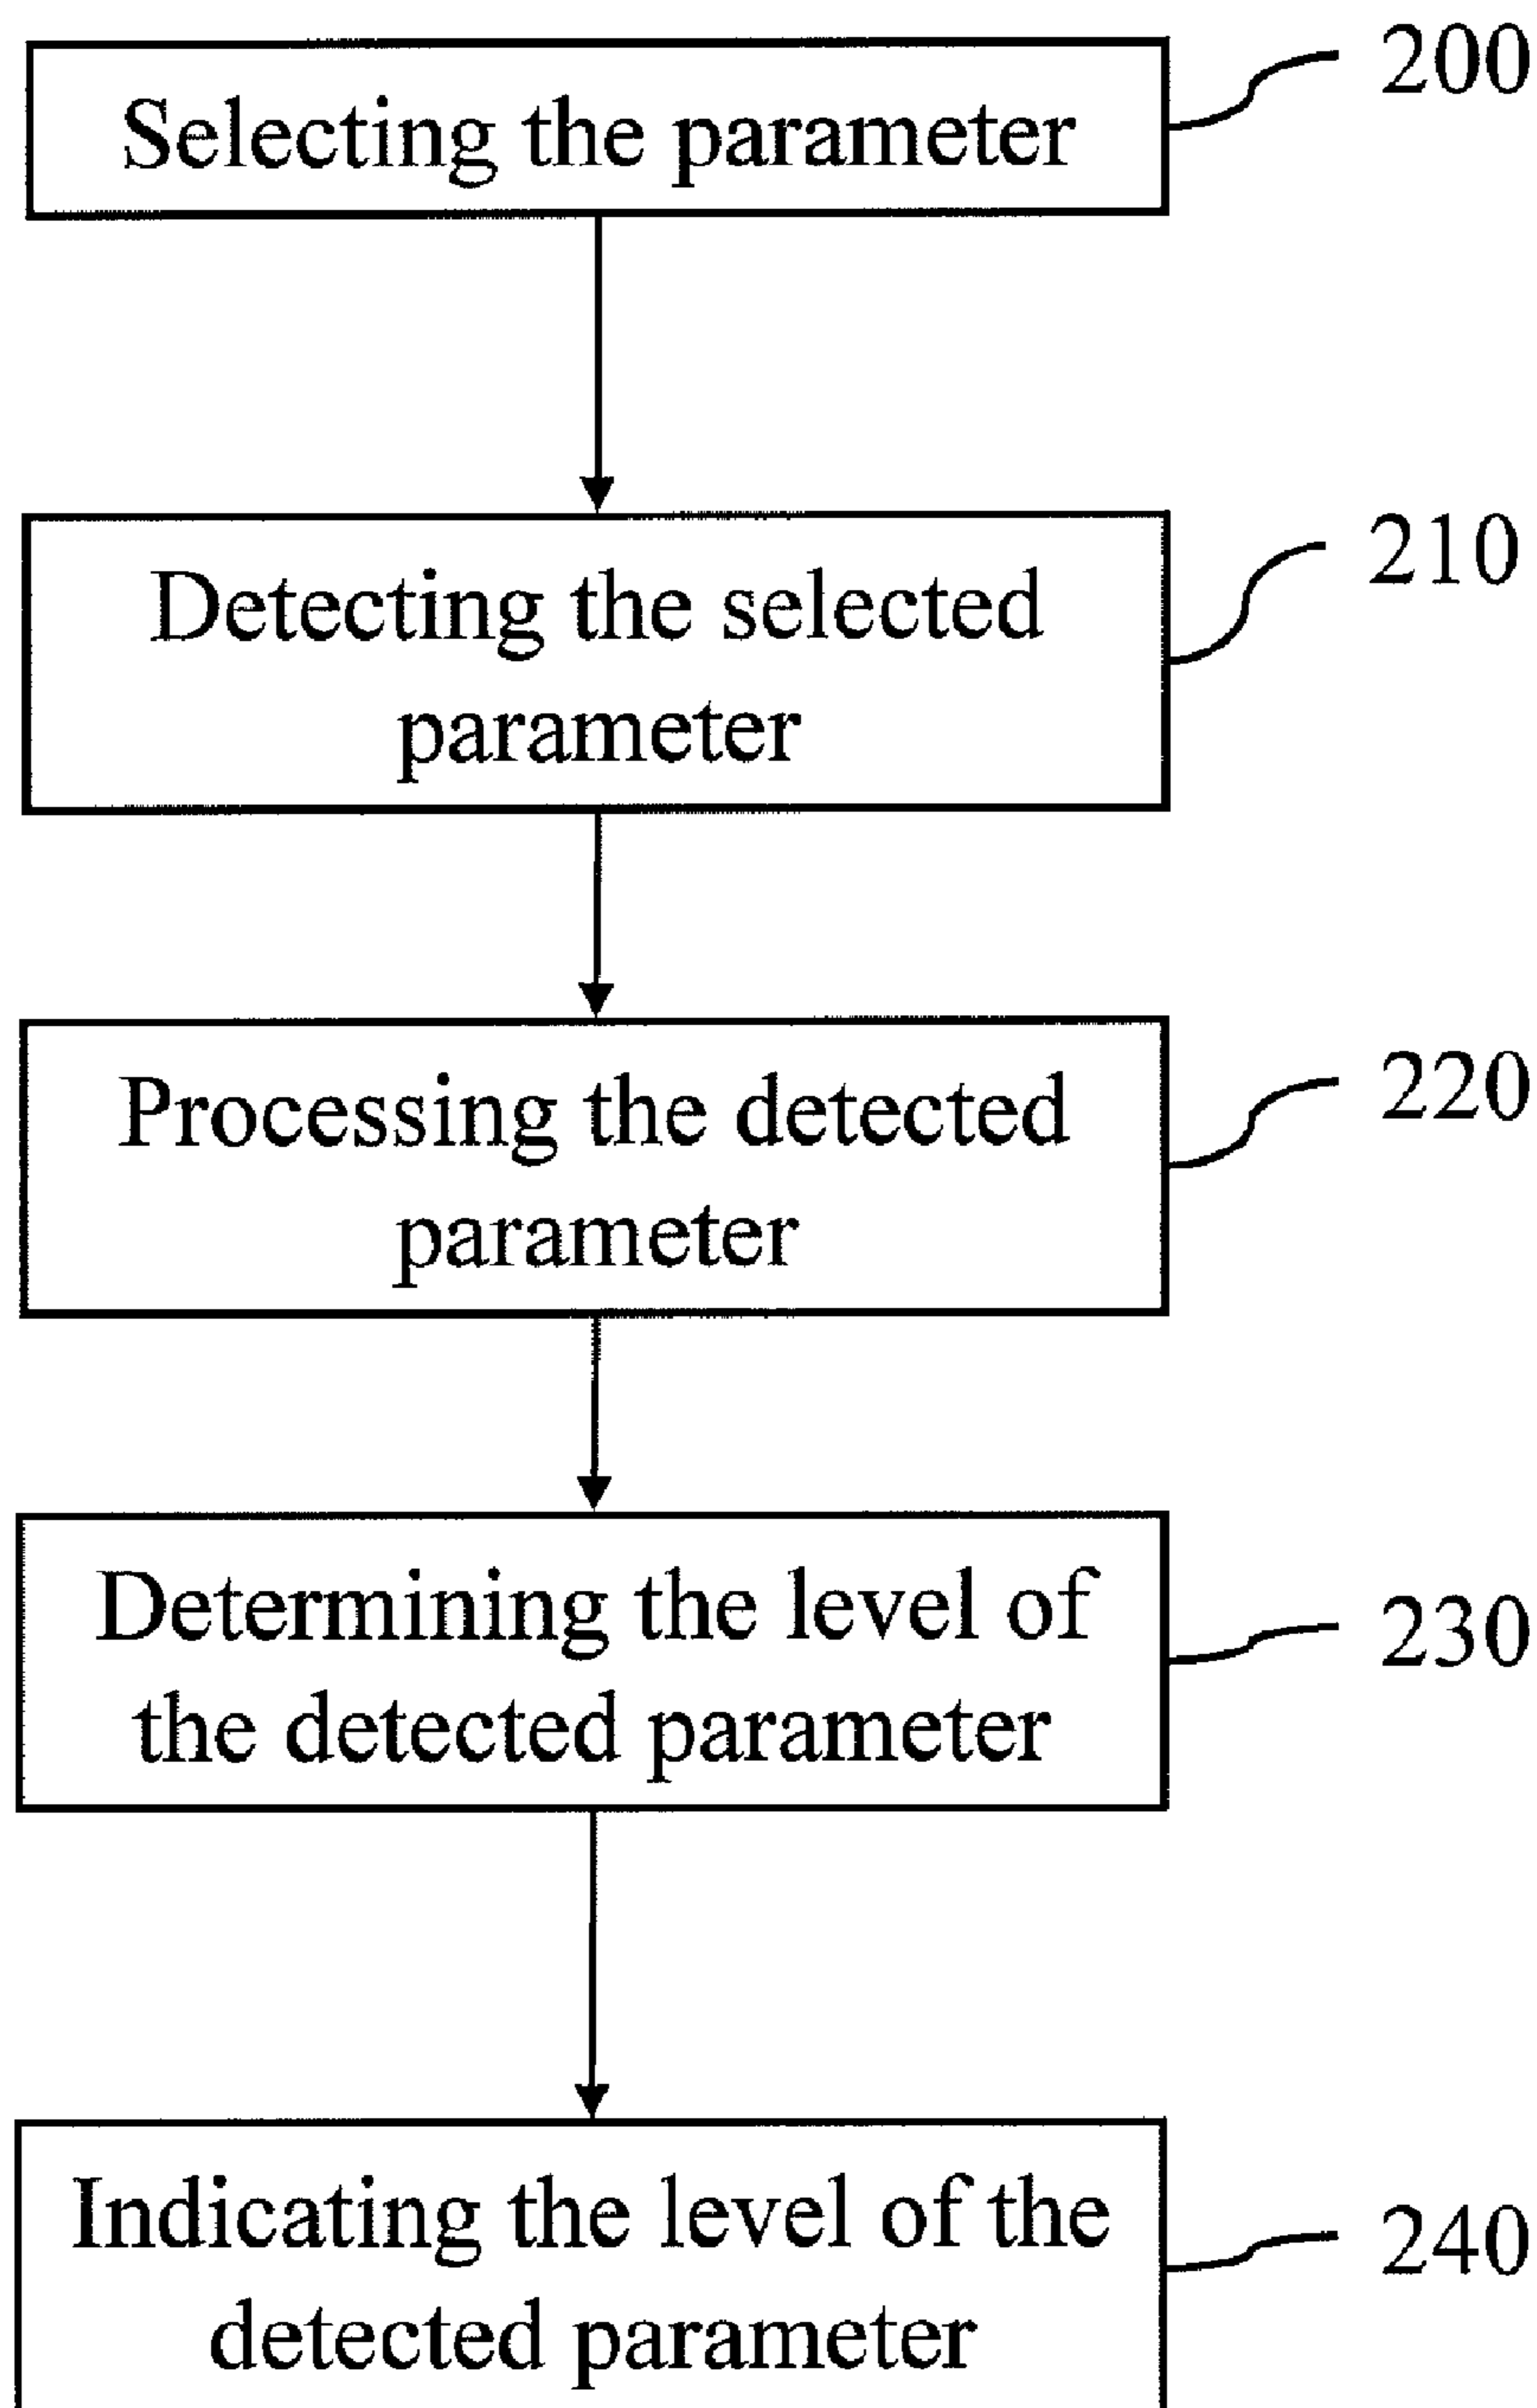 Selecting the parameter
200
Detecting the selected
parameter
210
Processing the detected
parameter
220
Determining the level of
the detected parameter
230
Indicating the level of the
detected parameter
240